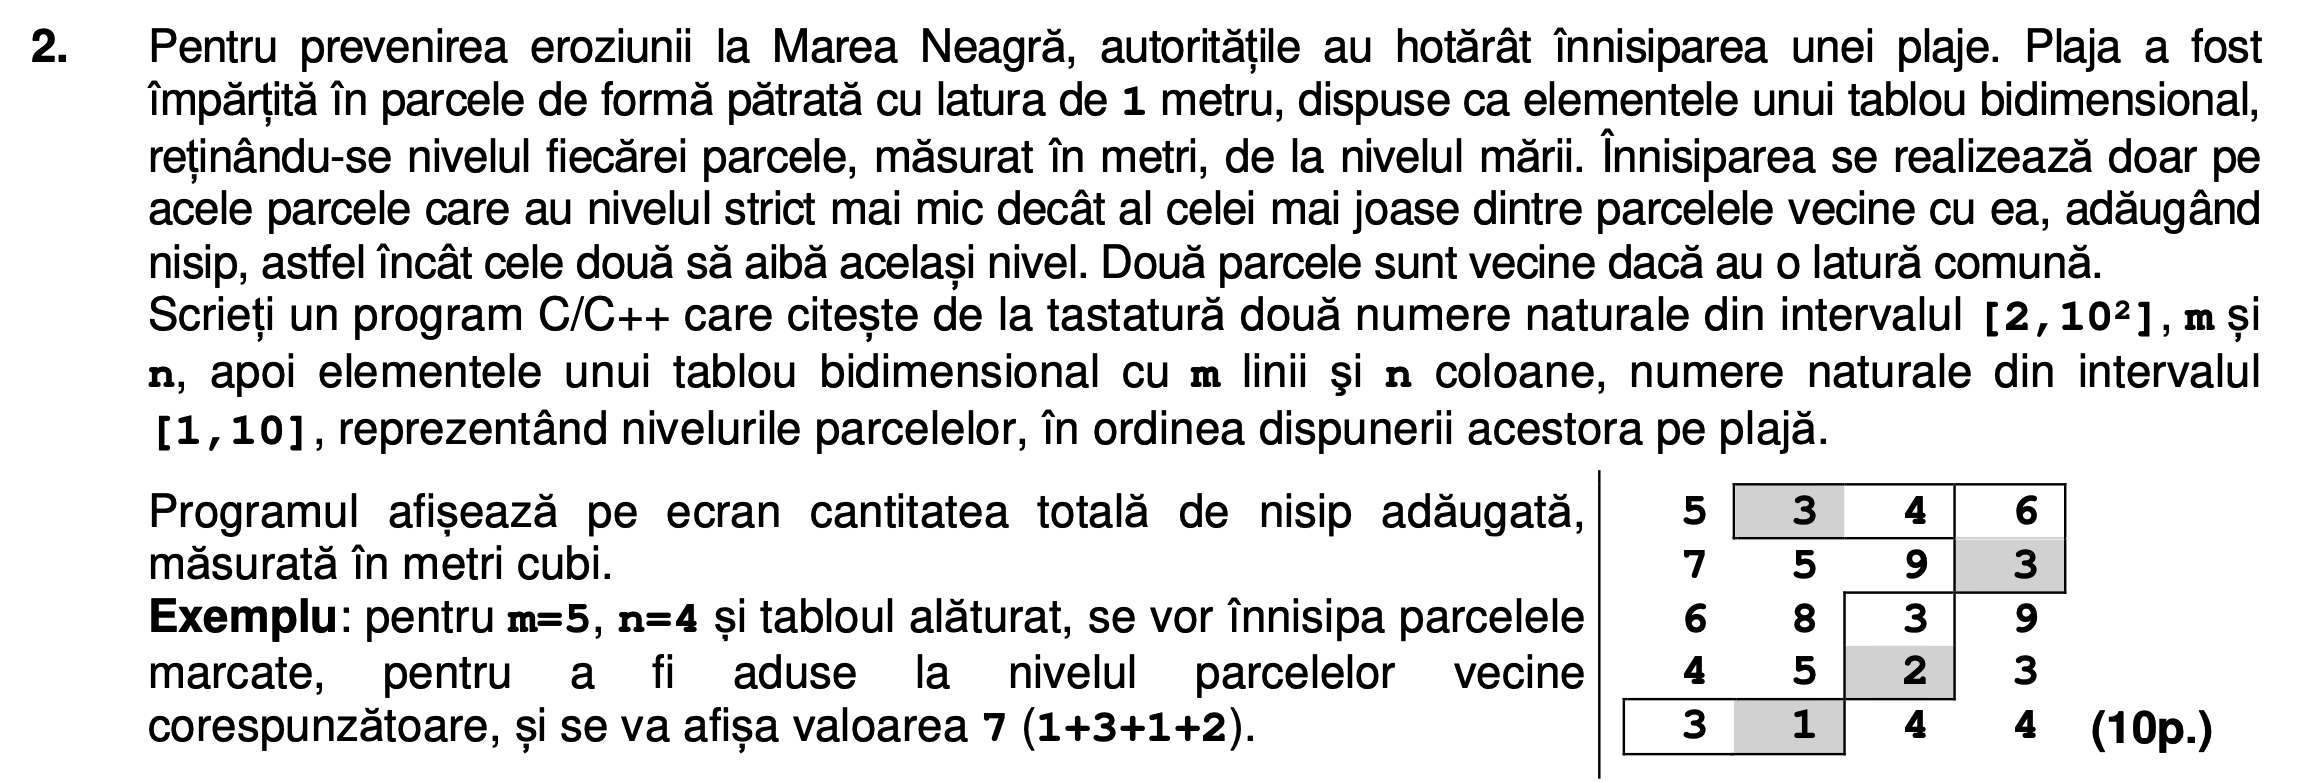 2. Pentru prevenirea eroziunii la Marea Neagră, autoritățile au hotărât înnisiparea unei plaje. Plaja a fost
împărțită în parcele de formă pătrată cu latura de 1 metru, dispuse ca elementele unui tablou bidimensional,
reținându-se nivelul fiecărei parcele, măsurat în metri, de la nivelul mării. Înnisiparea se realizează doar pe
acele parcele care au nivelul strict mai mic decât al celei mai joase dintre parcelele vecine cu ea, adăugând
nisip, astfel încât cele două să aibă același nivel. Două parcele sunt vecine dacă au o latură comună.
Scrieți un program C/C++ care citește de la tastatură două numere naturale din intervalul [2,10²], m și
n, apoi elementele unui tablou bidimensional cu m linii şi n coloane, numere naturale din intervalul
[1,10], reprezentând nivelurile parcelelor, în ordinea dispunerii acestora pe plajă.
Programul afișează pe ecran cantitatea totală de nisip adăugată,
măsurată în metri cubi.
Exemplu: pentru m=5, n=4 și tabloul alăturat, se vor înnisipa parcelele
marcate, pentru a fi aduse la nivelul parcelelor vecine
corespunzătoare, și se va afișa valoarea 7 (1+3+1+2).
5 3 4 6
7 5 9 3
6 8 3 9
4 5 2 3
3 1 4 4 (10p.)